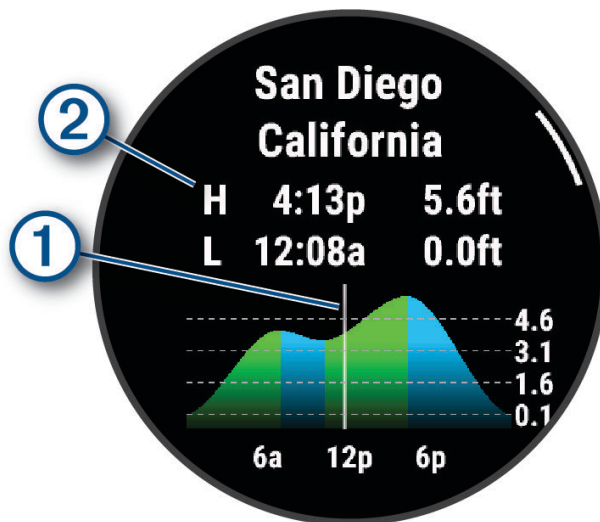 San Diego
California
2
H 4:13p 5.6ft
1
L 12:08a 0.0ft
4.6
3.1
1.6
0.1
6a 12p 6p